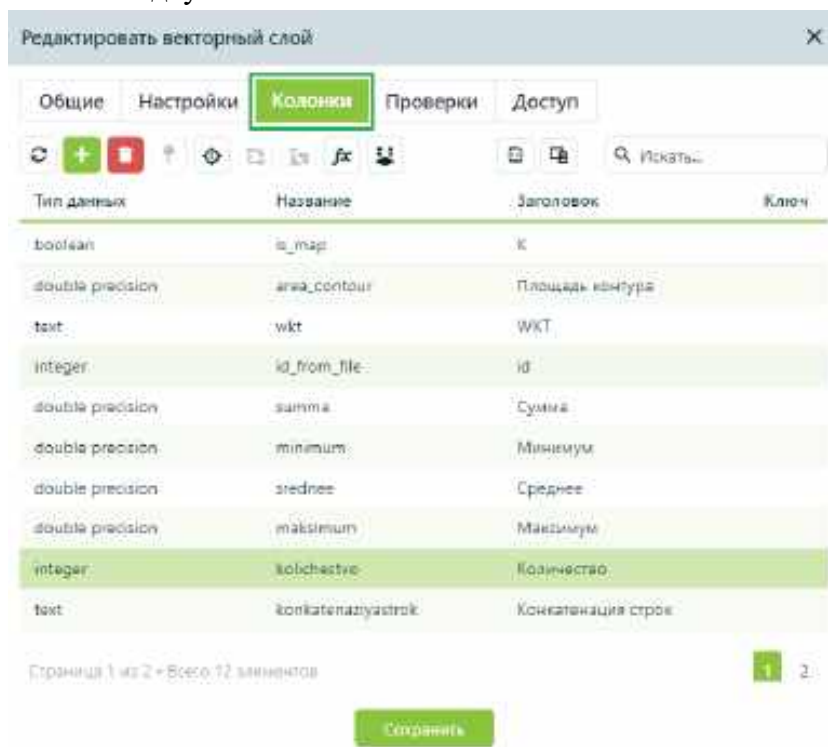 Редактировать векторный слой
Общие Настройки Колонки Проверки Доступ
fx Искать...
Тип данных Название Заголовок Ключ
boolean is_map K
double precision area_contour Площадь контура
text wkt WKT
integer id_from_file id
double precision summa Сумма
double precision minimum Минимум
double precision srednee Среднее
double precision maksimum Максимум
integer kolichestvo Количество
text konkatenaziyastrok Конкатенация строк
Страница 1 из 2 • Всего 12 элементов 1 2
Сохранить